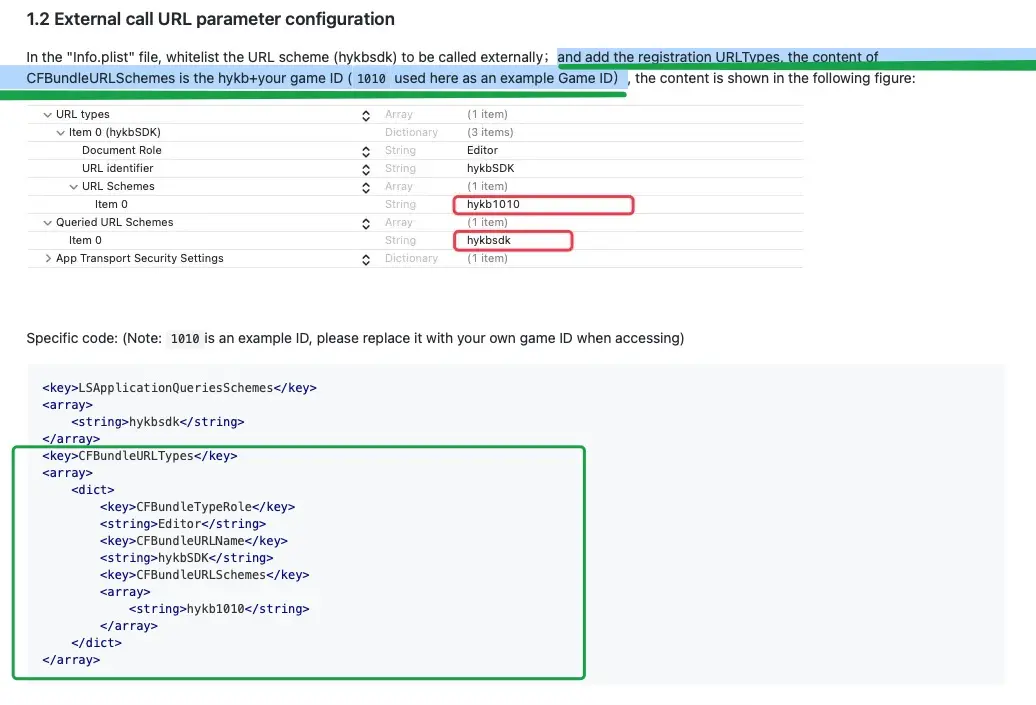 1.2 External call URL parameter configuration
In the "Info.plist" file, whitelist the URL scheme (hykbsdk) to be called externally；and add the registration URLTypes, the content of
CFBundleURLSchemes is the hykb+your game ID ( 1010 used here as an example Game ID) , the content is shown in the following figure:
URL types Array (1 item)
Item 0 (hykbSDK) Dictionary (3 items)
Document Role String Editor
URL identifier String hykbSDK
URL Schemes Array (1 item)
Item 0 String hykb1010
Queried URL Schemes Array (1 item)
Item 0 String hykbsdk
App Transport Security Settings Dictionary (1 item)
Specific code: (Note: 1010 is an example ID, please replace it with your own game ID when accessing)
<key>LSApplicationQueriesSchemes</key>
<array>
<string>hykbsdk</string>
</array>
<key>CFBundleURLTypes</key>
<array>
<dict>
<key>CFBundleTypeRole</key>
<string>Editor</string>
<key>CFBundleURLName</key>
<string>hykbSDK</string>
<key>CFBundleURLSchemes</key>
<array>
<string>hykb1010</string>
</array>
</dict>
</array>